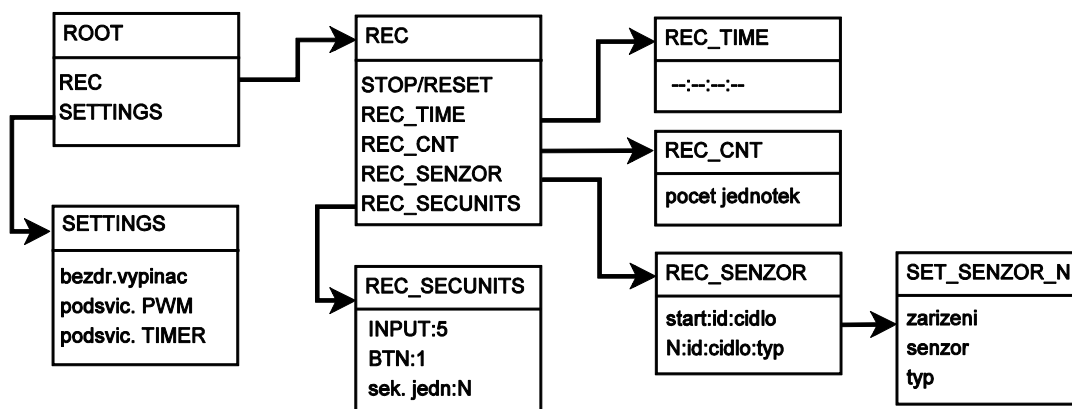 ROOT
REC
SETTINGS
SETTINGS
bezdr.vypinac
podsvic. PWM
podsvic. TIMER
REC
STOP/RESET
REC_TIME
REC_CNT
REC_SENZOR
REC_SECUNITS
REC_SECUNITS
INPUT:5
BTN:1
sek. jedn:N
REC_TIME
--:--:--:--
REC_CNT
pocet jednotek
REC_SENZOR
start:id:cidlo
N:id:cidlo:typ
SET_SENZOR_N
zarizeni
senzor
typ